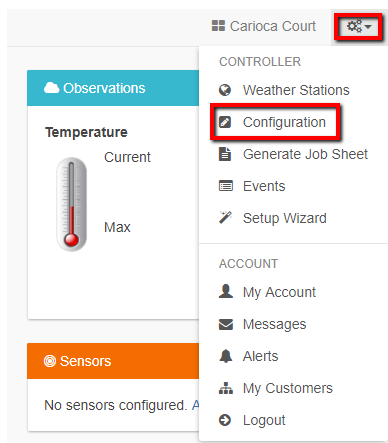 Carioca Court
CONTROLLER
Weather Stations
Configuration
Generate Job Sheet
Events
Setup Wizard
ACCOUNT
My Account
Messages
Alerts
My Customers
Logout
Observations
Temperature
Current
Max
Sensors
No sensors configured. A